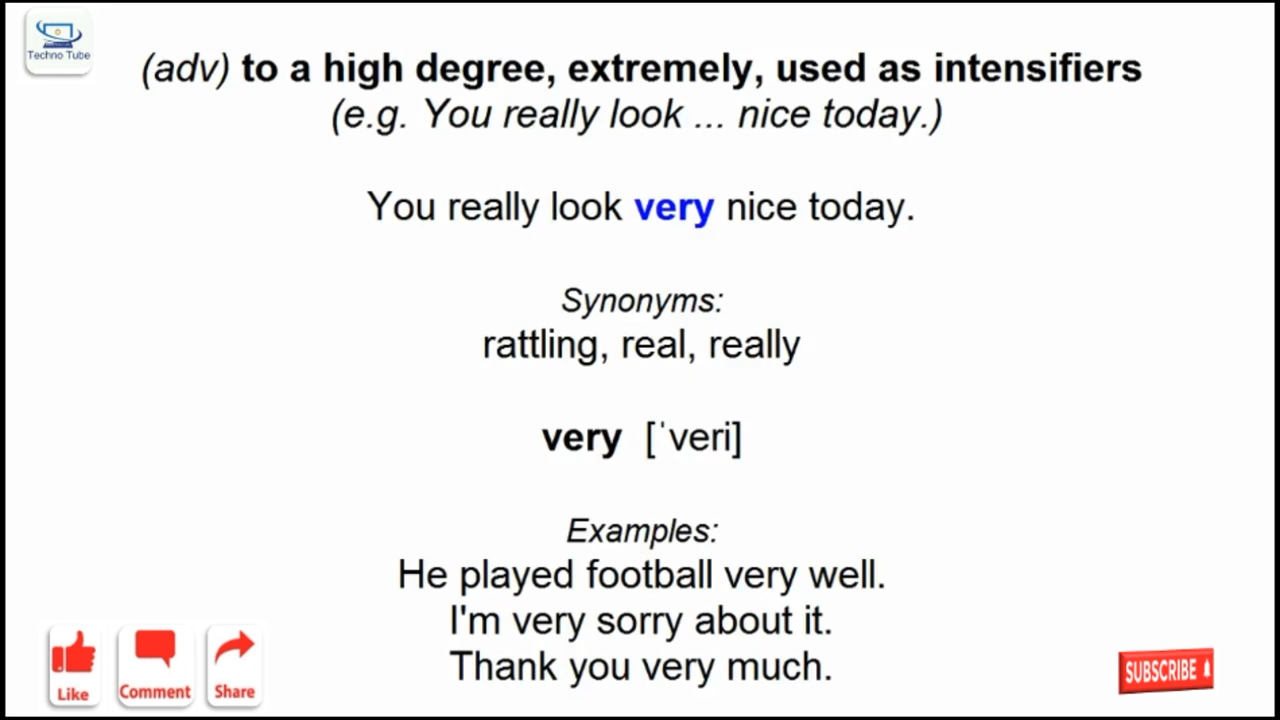 Techno Tube
(adv) to a high degree, extremely, used as intensifiers
(e.g. You really look ... nice today.)
You really look very nice today.
Synonyms:
rattling, real, really
very [ˈveri]
Examples:
He played football very well.
I'm very sorry about it.
Thank you very much.
Like
Comment
Share
SUBSCRIBE